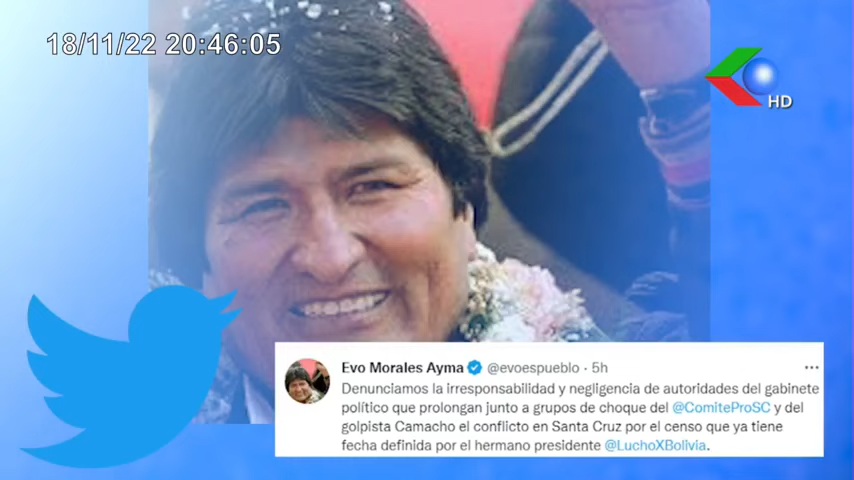 18/11/22 20:46:05
HD
Evo Morales Ayma @evoespueblo · 5h
Denunciamos la irresponsabilidad y negligencia de autoridades del gabinete
político que prolongan junto a grupos de choque del @ComiteProSC y del
golpista Camacho el conflicto en Santa Cruz por el censo que ya tiene
fecha definida por el hermano presidente @LuchoXBolivia.